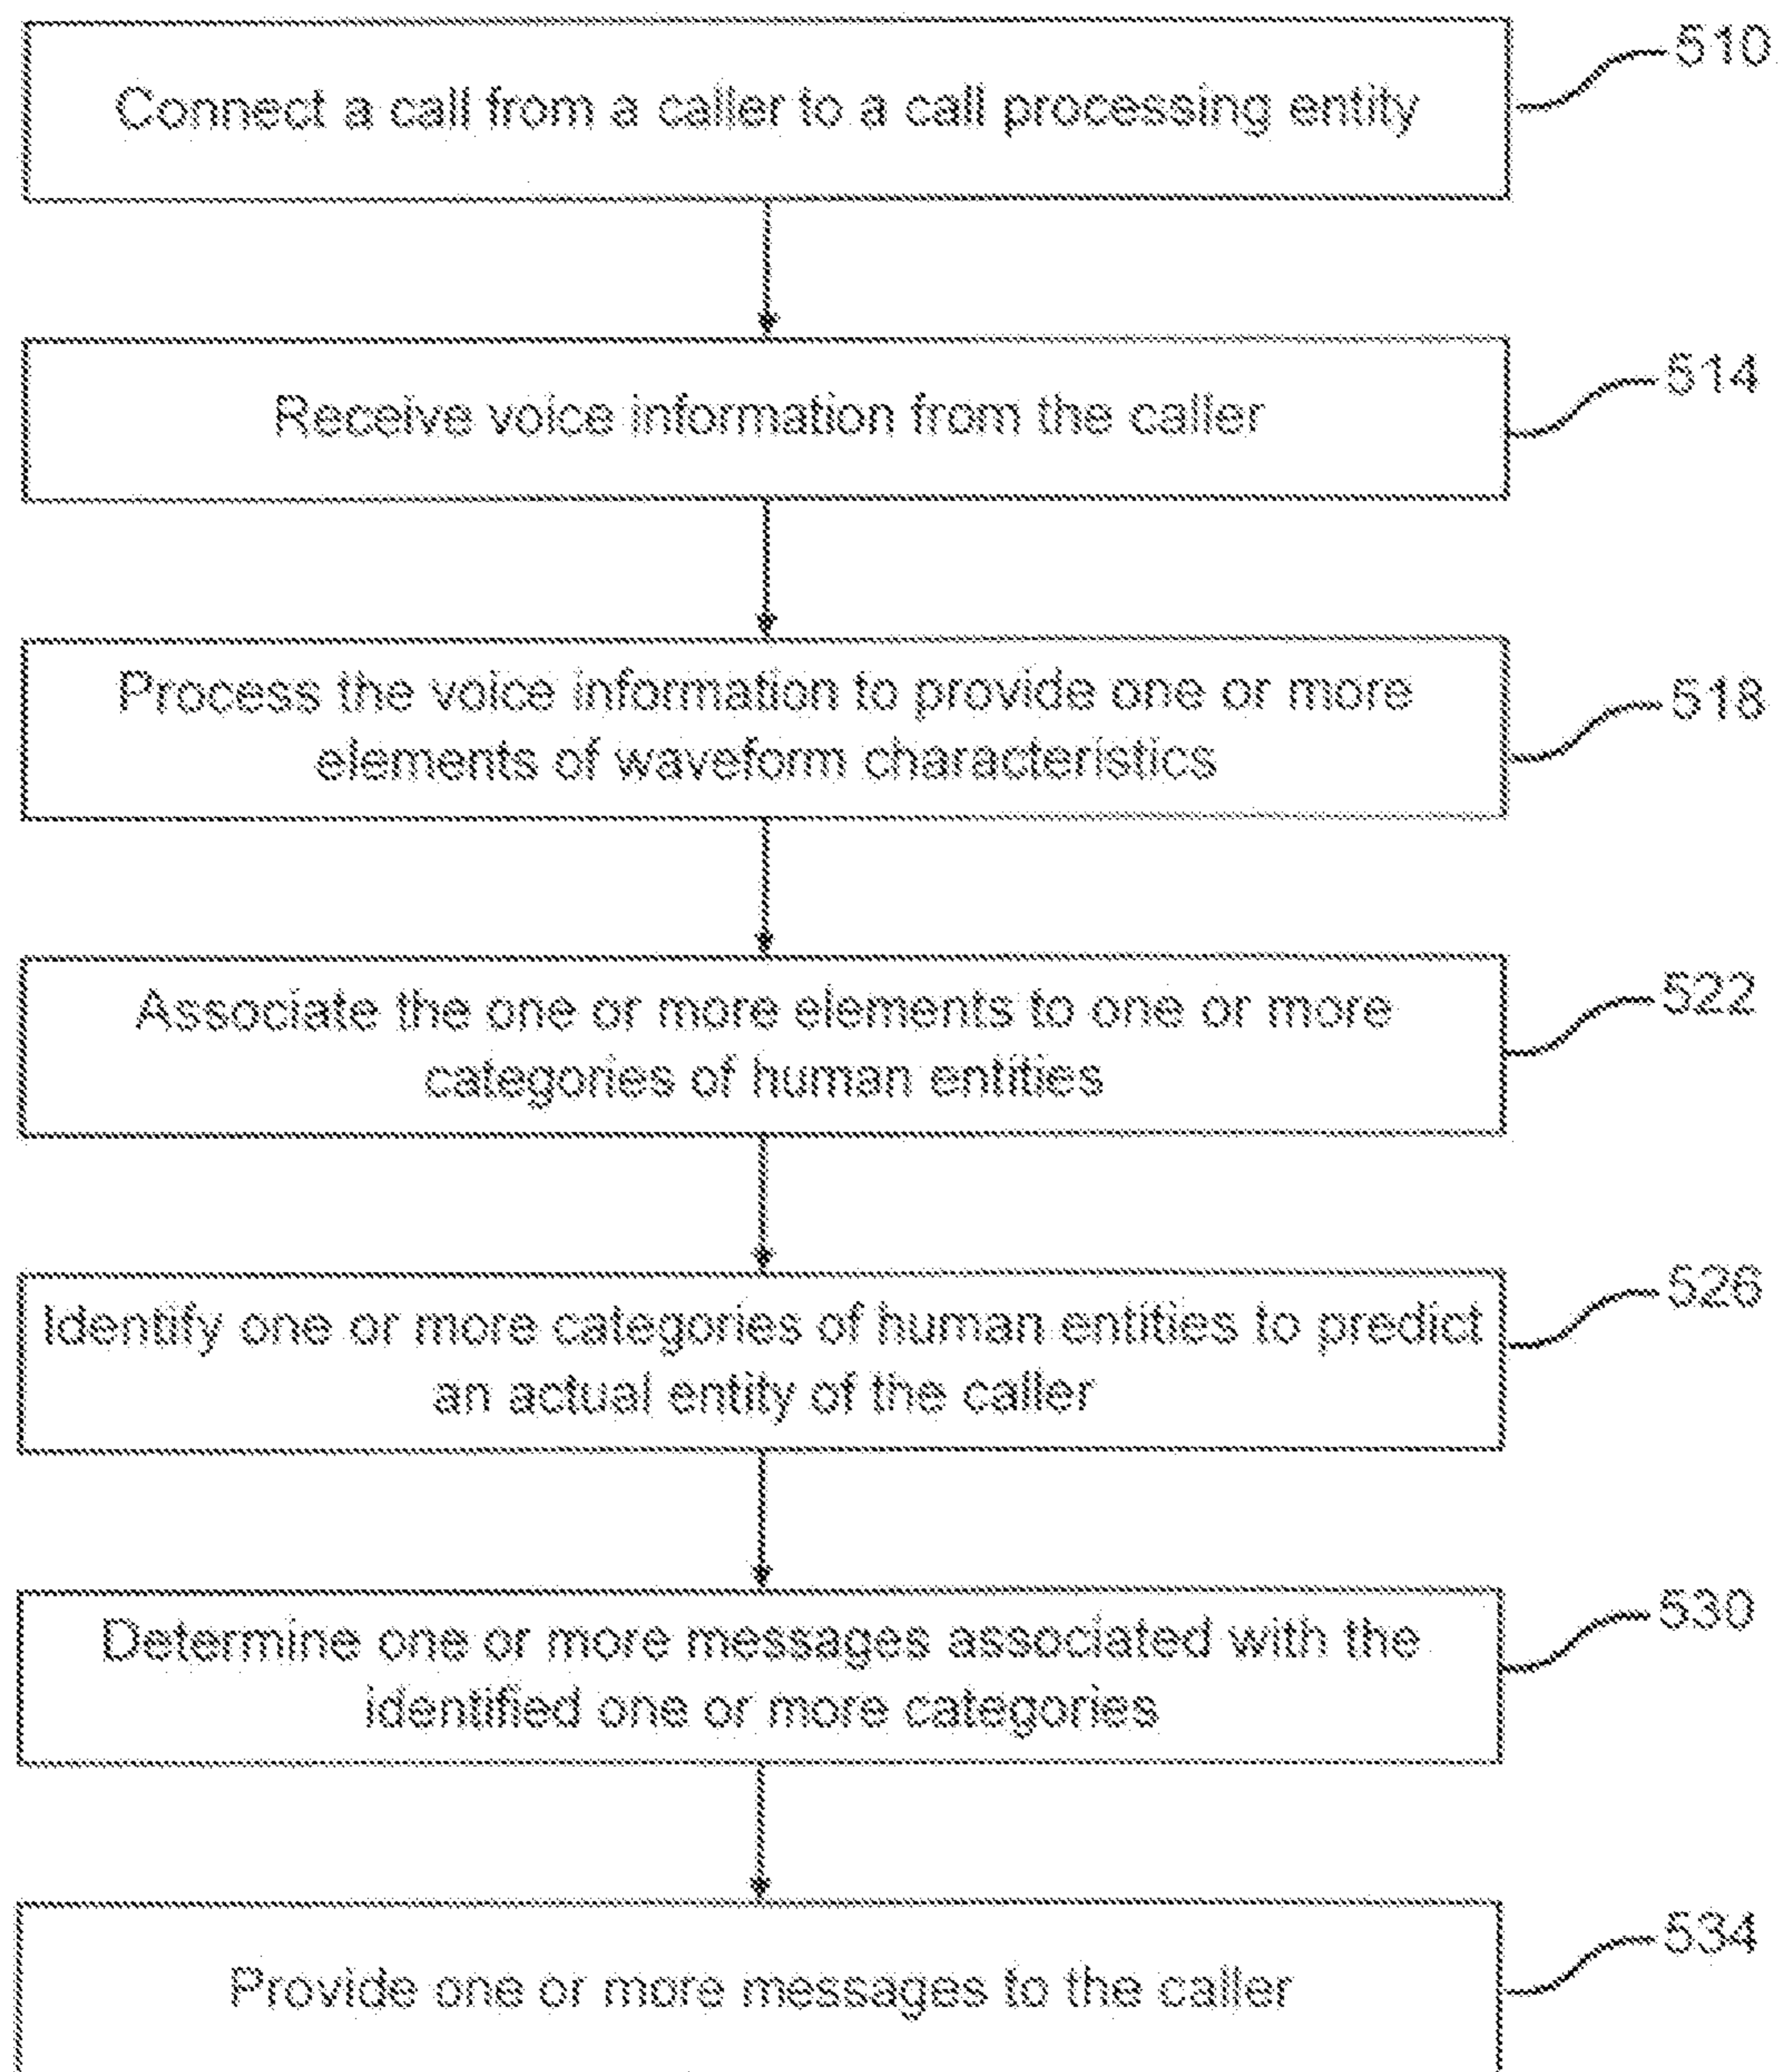 Connect a call from a caller to a call processing entity
510
Receive voice information from the caller
514
Process the voice information to provide one or more
elements of waveform characteristics
518
Associate the one or more elements to one or more
categories of human entities
522
Identify one or more categories of human entities to predict
an actual entity of the caller
526
Determine one or more messages associated with the
identified one or more categories
530
Provide one or more messages to the caller
534